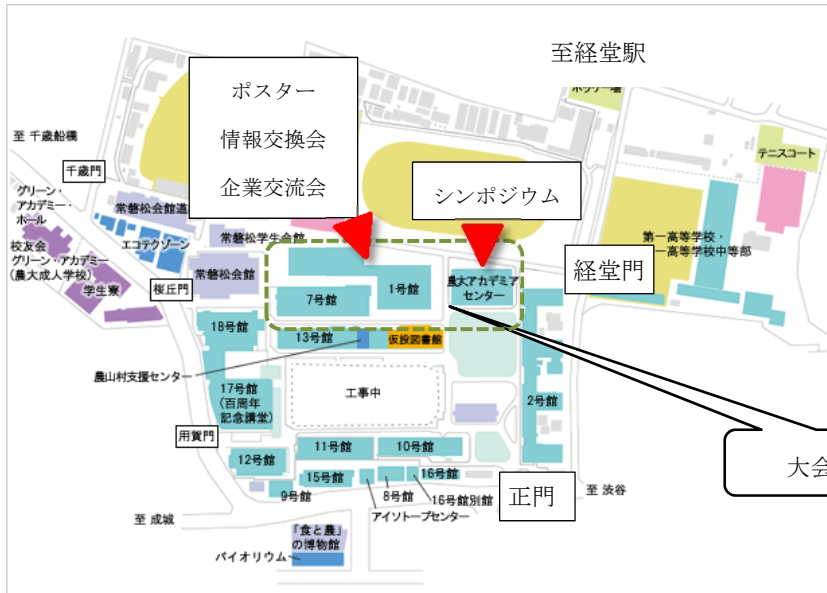 至経堂駅
ポスター
情報交換会
企業交流会
シンポジウム
テニスコート
至 千歳船橋
千歳門
グリーン・
アカデミー・
ホール
常磐松会館道
常磐松学生会館
エコテクゾーン
校友会
グリーン・アカデミー
(農大成人学校)
学生寮
桜丘門
常磐松会館
第一高等学校・
一高等学校中等部
経堂門
農大アカデミア
センター
1号館
7号館
18号館
13号館
仮設図書館
農山村支援センター
工事中
17号館
(百周年
記念講堂)
2号館
用賀門
11号館
10号館
12号館
15号館
16号館
9号館
8号館
16号館別館
アイソトープセンター
正門
至 渋谷
大会
至 成城
「食と農」
の博物館
バイオリウム